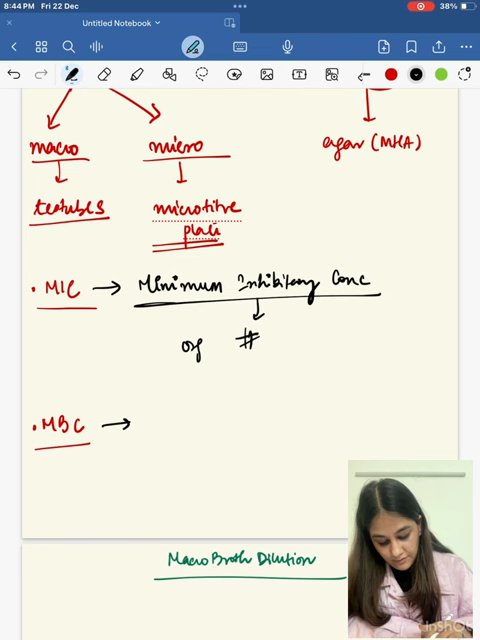 8:44 PM Fri 22 Dec
38%
Untitled Notebook
macro
micro
agar (MHA)
testubes
microtitre
plate
. MIC → Minimum Inhibitory Conc
of #
. MBC →
Macro Broth Dilution
InShOt